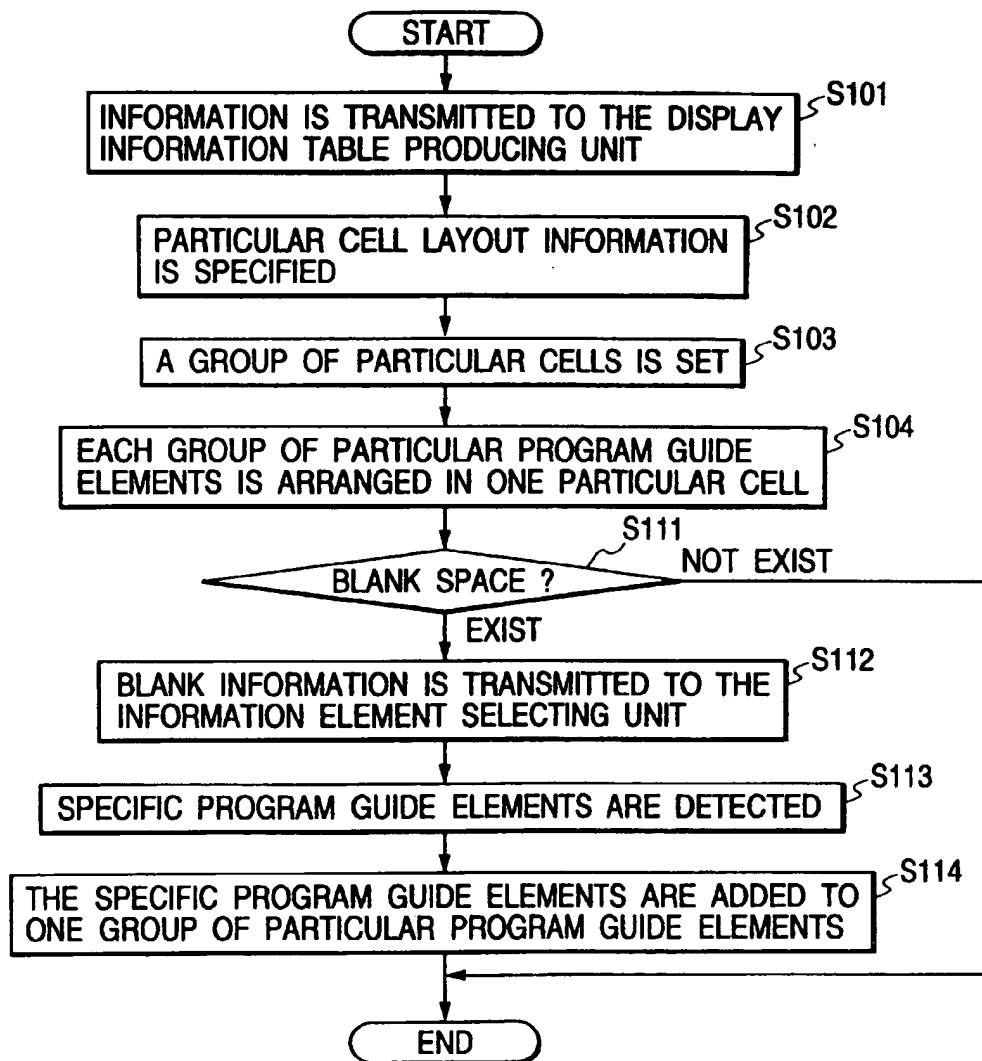 START
S101
INFORMATION IS TRANSMITTED TO THE DISPLAY
INFORMATION TABLE PRODUCING UNIT
S102
PARTICULAR CELL LAYOUT INFORMATION
IS SPECIFIED
S103
A GROUP OF PARTICULAR CELLS IS SET
S104
EACH GROUP OF PARTICULAR PROGRAM GUIDE
ELEMENTS IS ARRANGED IN ONE PARTICULAR CELL
S111
NOT EXIST
BLANK SPACE ?
EXIST
S112
BLANK INFORMATION IS TRANSMITTED TO THE
INFORMATION ELEMENT SELECTING UNIT
S113
SPECIFIC PROGRAM GUIDE ELEMENTS ARE DETECTED
S114
THE SPECIFIC PROGRAM GUIDE ELEMENTS ARE ADDED TO
ONE GROUP OF PARTICULAR PROGRAM GUIDE ELEMENTS
END